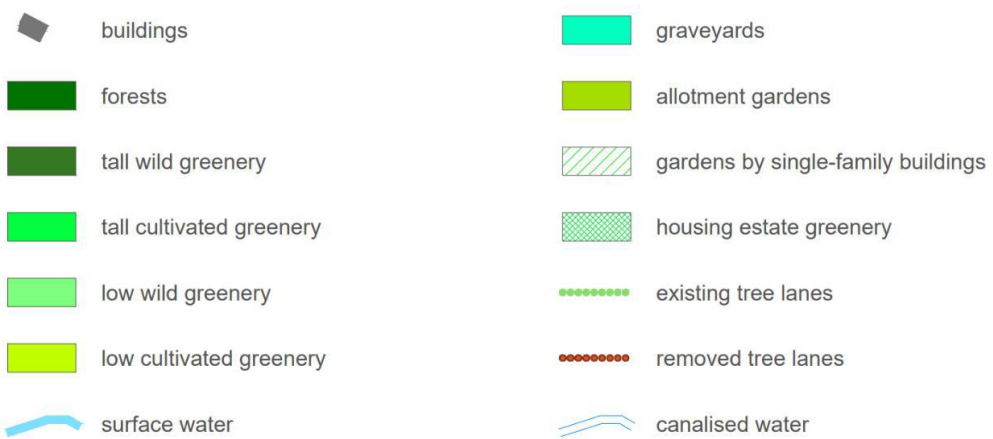 buildings
forests
tall wild greenery
tall cultivated greenery
low wild greenery
low cultivated greenery
surface water
graveyards
allotment gardens
gardens by single-family buildings
housing estate greenery
existing tree lanes
removed tree lanes
canalised water